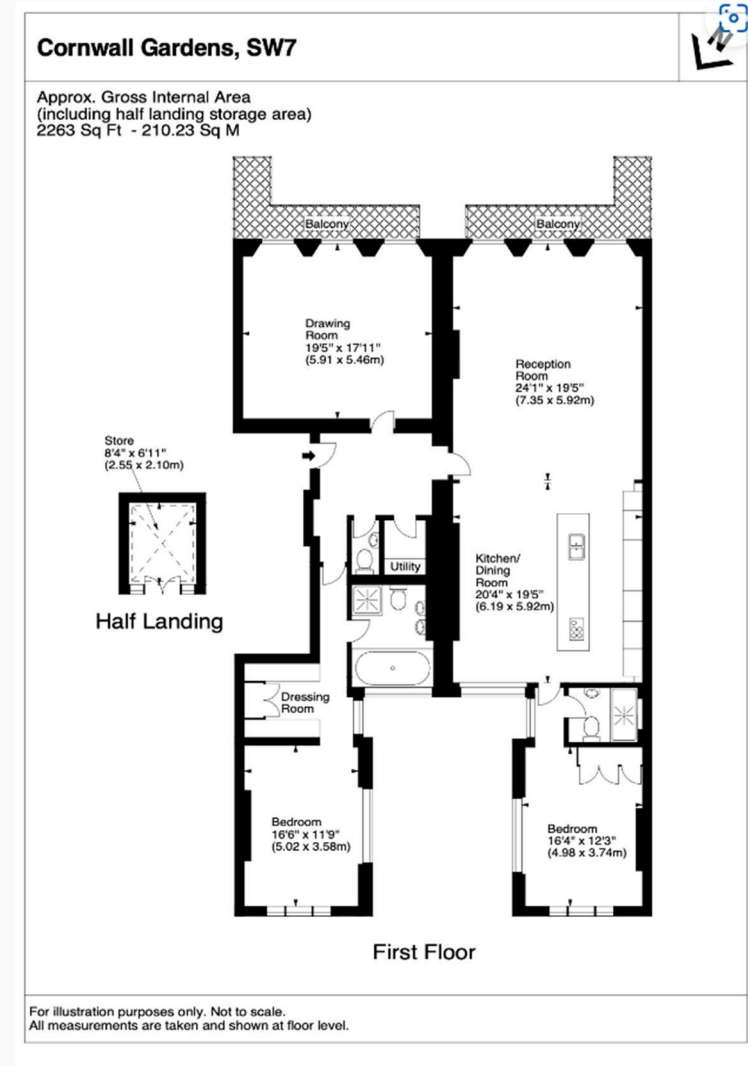 Cornwall Gardens, SW7
N
Approx. Gross Internal Area
(including half landing storage area)
2263 Sq Ft - 210.23 Sq M
Balcony
Balcony
Drawing
Room
19'5" x 17'11"
(5.91 x 5.46m)
Reception
Room
24'1" x 19'5"
(7.35 x 5.92m)
Store
8'4" x 6'11"
(2.55 x 2.10m)
Half Landing
Utility
Kitchen/
Dining
Room
20'4" x 19'5"
(6.19 x 5.92m)
Dressing
Room
Bedroom
16'6" x 11'9"
(5.02 x 3.58m)
Bedroom
16'4" x 12'3"
(4.98 x 3.74m)
First Floor
For illustration purposes only. Not to scale.
All measurements are taken and shown at floor level.